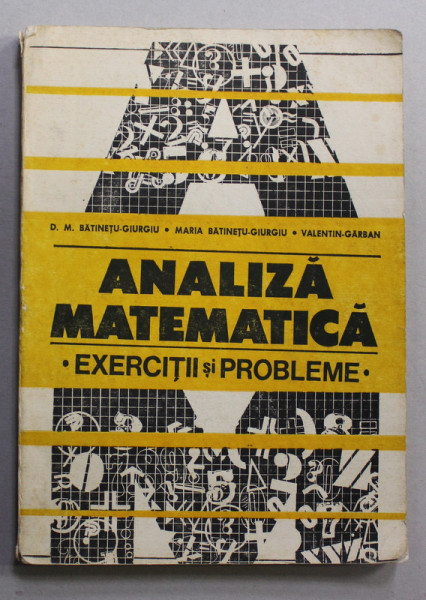 D. M. BĂTINEȚU-GIURGIU • MARIA BĂTINEȚU-GIURGIU • VALENTIN-GÂRBAN
ANALIZĂ
MATEMATICĂ
• EXERCIȚII și PROBLEME •